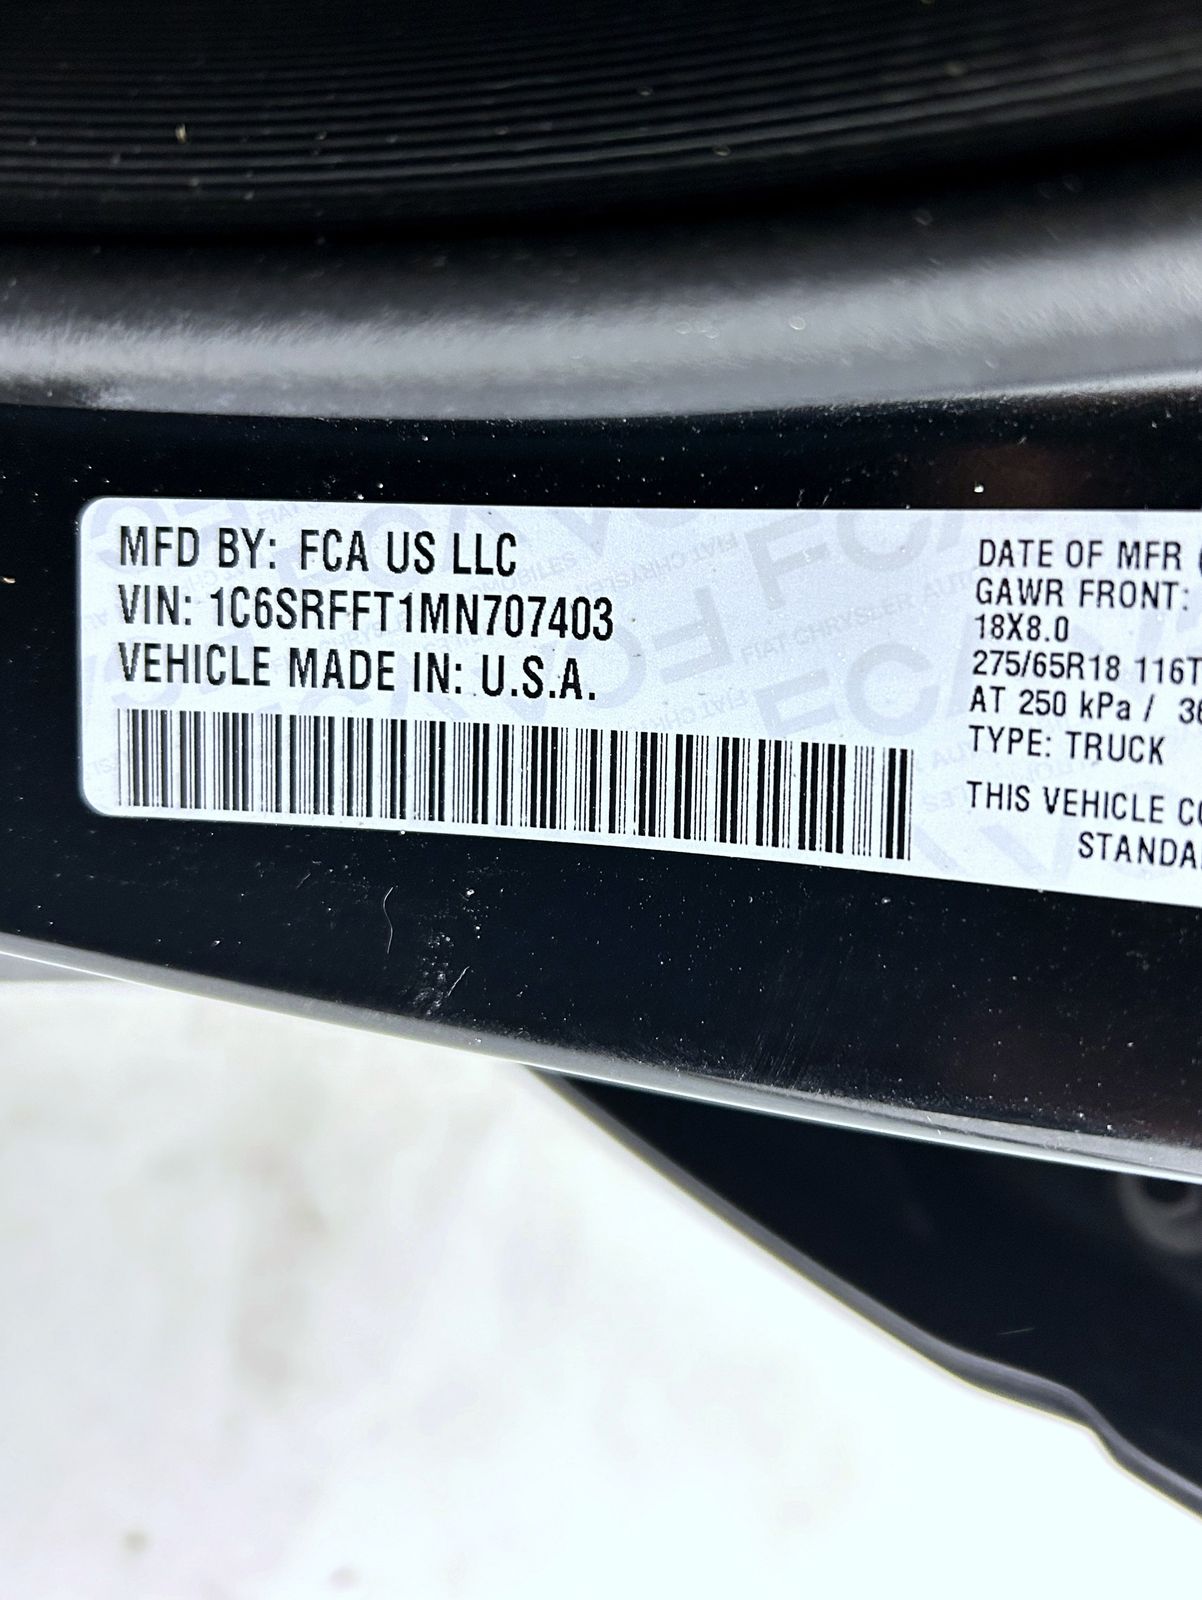 MFD BY: FCA US LLC
VIN: 1C6SRFFT1MN707403
VEHICLE MADE IN: U.S.A.
DATE OF MFR
GAWR FRONT:
18X8.0
275/65R18 116T
AT 250 kPa /
TYPE: TRUCK
THIS VEHICLE